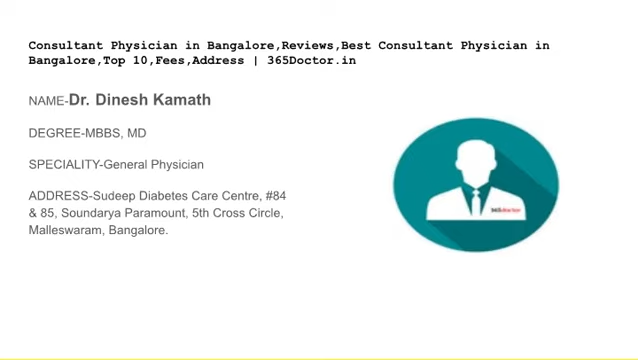 Consultant Physician in Bangalore,Reviews,Best Consultant Physician in
Bangalore,Top 10,Fees,Address | 365Doctor.in
NAME-Dr. Dinesh Kamath
DEGREE-MBBS, MD
SPECIALITY-General Physician
ADDRESS-Sudeep Diabetes Care Centre, #84
& 85, Soundarya Paramount, 5th Cross Circle,
Malleswaram, Bangalore.
365doctor